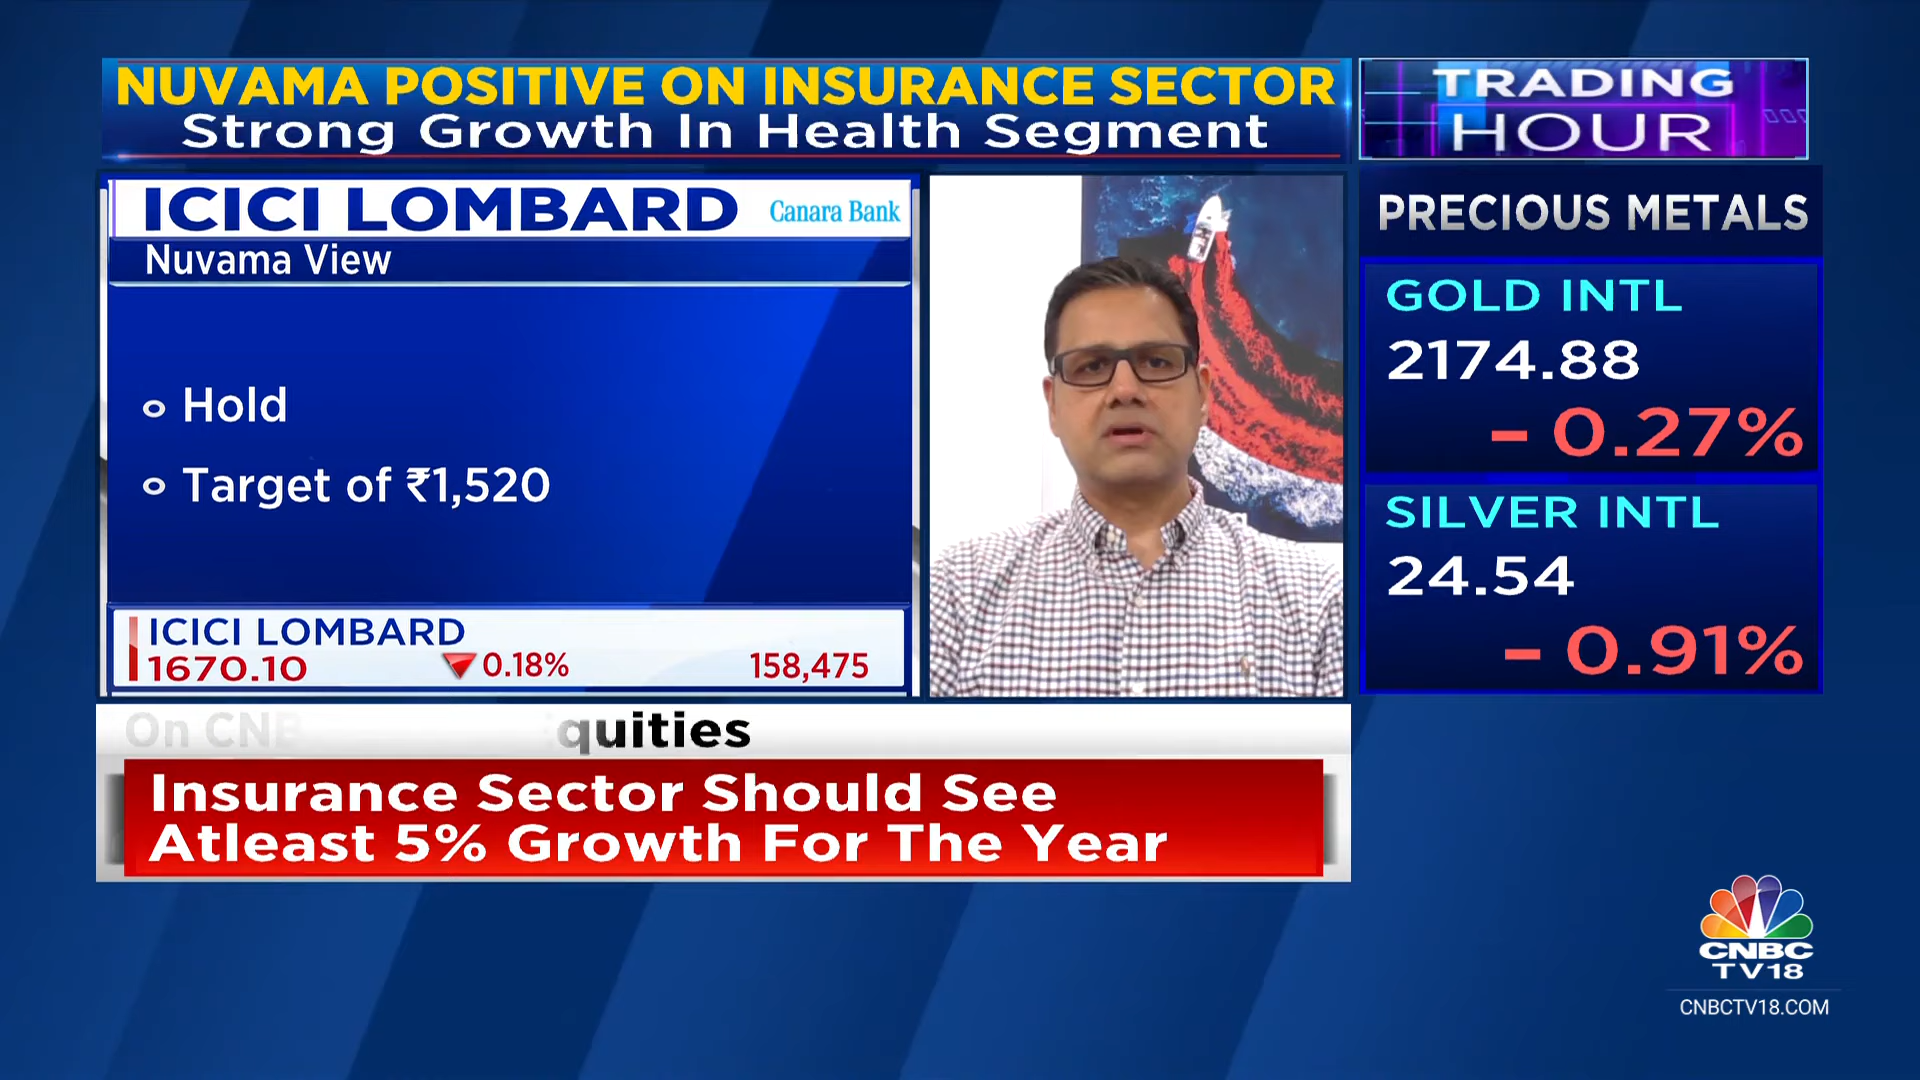 NUVAMA POSITIVE ON INSURANCE SECTOR
Strong Growth In Health Segment
TRADING
HOUR
ICICI LOMBARD
Canara Bank
Nuvama View
Hold
Target of ₹1,520
ICICI LOMBARD
1670.10 ▼ 0.18% 158,475
PRECIOUS METALS
GOLD INTL
2174.88
- 0.27%
SILVER INTL
24.54
- 0.91%
On CNB quities
Insurance Sector Should See
Atleast 5% Growth For The Year
CNBC
TV18
CNBCTV18.COM